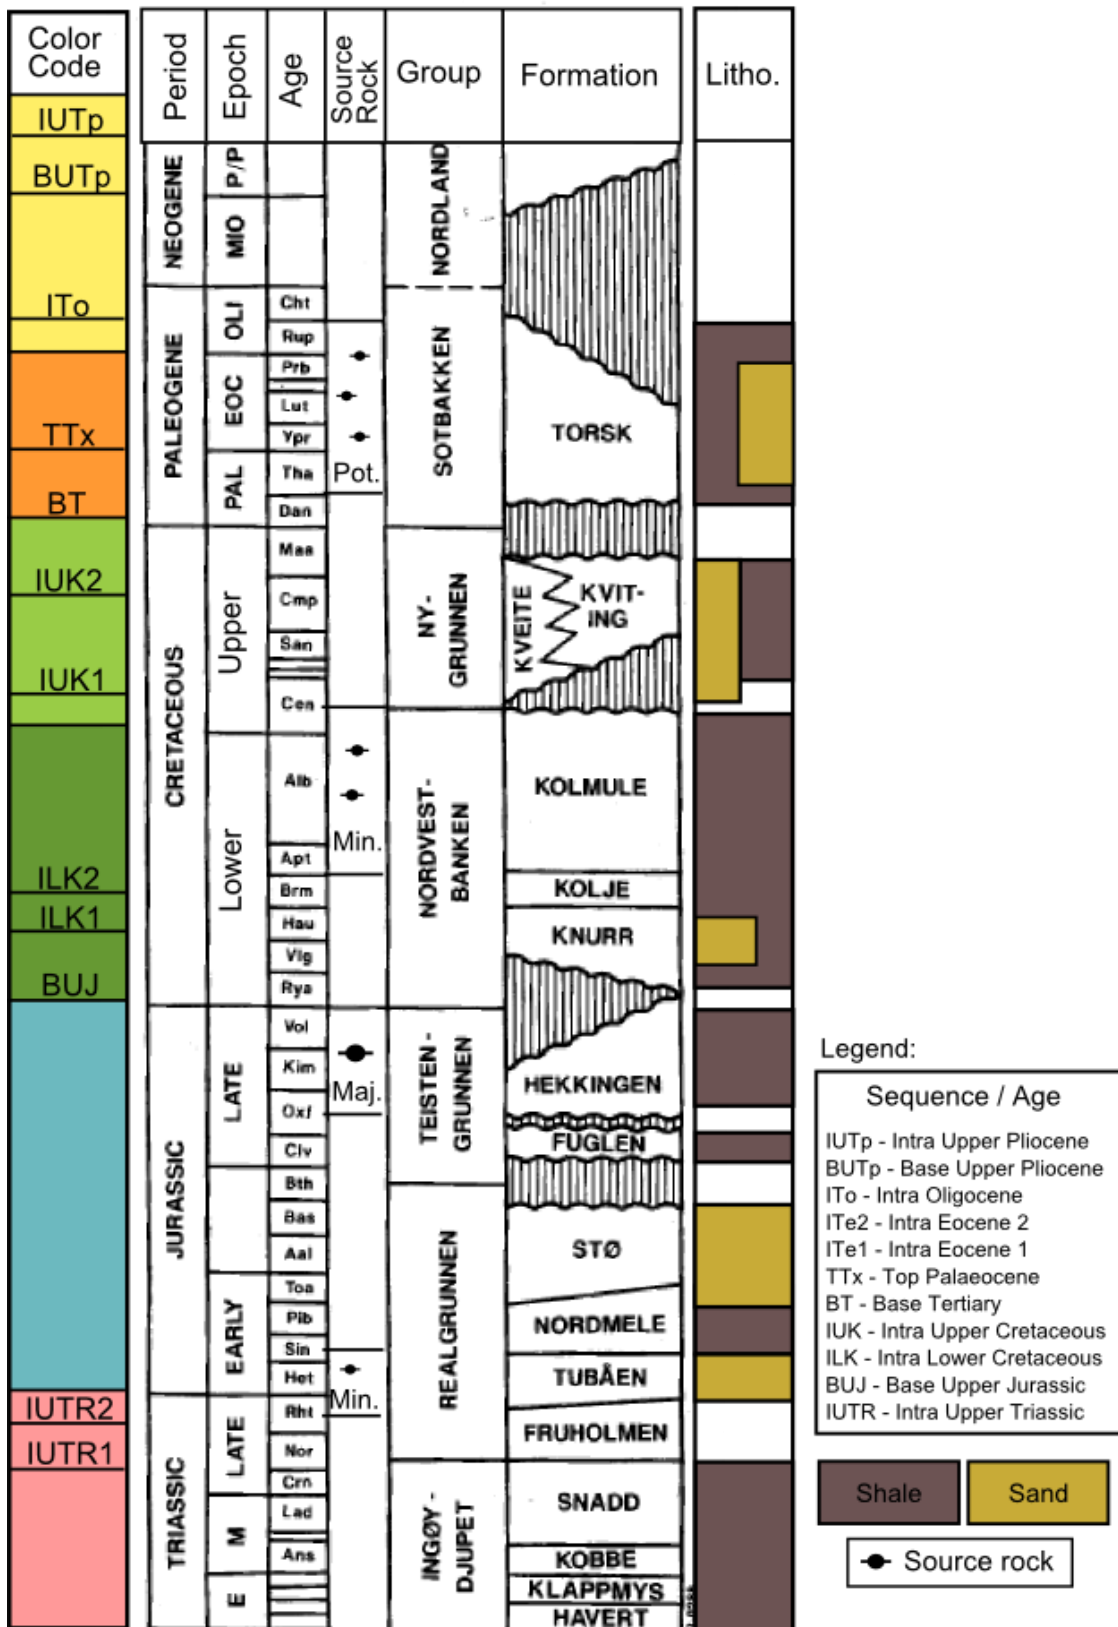 Color
Code
Period
Epoch
Age
Source
Rock
Group
Formation
Litho.
IUTp
BUTp
ITo
TTx
BT
IUK2
IUK1
ILK2
ILK1
BUJ
IUTR2
IUTR1
NEOGENE
PALEOGENE
CRETACEOUS
JURASSIC
TRIASSIC
P/P
MIO
OLI
EOC
PAL
Upper
Lower
LATE
EARLY
LATE
M
E
Cht
Rup
Prb
Lut
Ypr
Tha
Dan
Maa
Cmp
San
Cen
Alb
Apt
Brm
Hau
Vlg
Rya
Vol
Kim
Oxf
Clv
Bth
Bas
Aal
Toa
Plb
Sin
Het
Rht
Nor
Crn
Lad
Ans
Pot.
Min.
Maj.
Min.
NORDLAND
SOTBAKKEN
NY-
GRUNNEN
NORDVEST-
BANKEN
TEISTEN-
GRUNNEN
REALGRUNNEN
INGØY-
DJUPET
TORSK
KVEITE
KVIT-
ING
KOLMULE
KOLJE
KNURR
HEKKINGEN
FUGLEN
STØ
NORDMELE
TUBÅEN
FRUHOLMEN
SNADD
KOBBE
KLAPPMYS
HAVERT
Legend:
Sequence / Age
IUTp - Intra Upper Pliocene
BUTp - Base Upper Pliocene
ITo - Intra Oligocene
ITe2 - Intra Eocene 2
ITe1 - Intra Eocene 1
TTx - Top Palaeocene
BT - Base Tertiary
IUK - Intra Upper Cretaceous
ILK - Intra Lower Cretaceous
BUJ - Base Upper Jurassic
IUTR - Intra Upper Triassic
Shale
Sand
Source rock